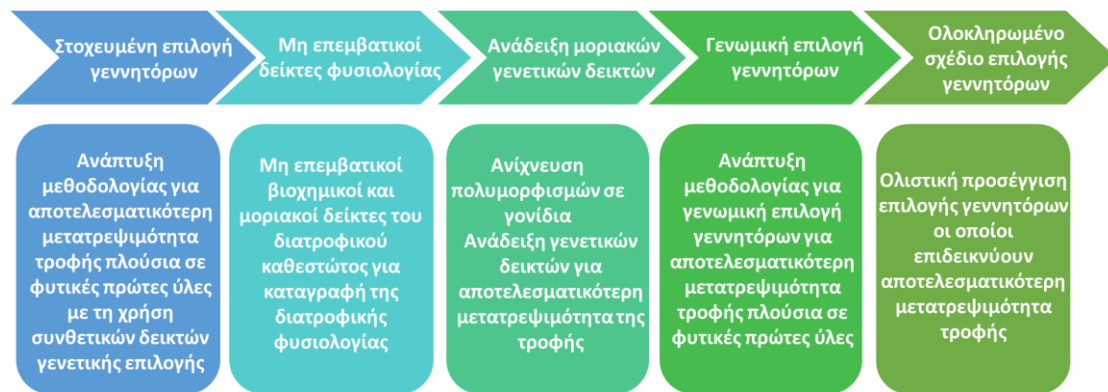 Στοχευμένη επιλογή
γεννητόρων
Μη επεμβατικοί
δείκτες φυσιολογίας
Ανάδειξη μοριακών
γενετικών δεικτών
Γενωμική επιλογή
γεννητόρων
Ολοκληρωμένο
σχέδιο επιλογής
γεννητόρων
Ανάπτυξη
μεθοδολογίας για
αποτελεσματικότερη
μετατρεψιμότητα
τροφής πλούσια σε
φυτικές πρώτες ύλες
με τη χρήση
συνθετικών δεικτών
γενετικής επιλογής
Μη επεμβατικοί
βιοχημικοί και
μοριακοί δείκτες του
διατροφικού
καθεστώτος για
καταγραφή της
διατροφικής
φυσιολογίας
Ανίχνευση
πολυμορφισμών σε
γονίδια
Ανάδειξη γενετικών
δεικτών για
αποτελεσματικότερη
μετατρεψιμότητα της
τροφής
Ανάπτυξη
μεθοδολογίας για
γενωμική επιλογή
γεννητόρων για
αποτελεσματικότερη
μετατρεψιμότητα
τροφής πλούσια σε
φυτικές πρώτες ύλες
Ολιστική προσέγγιση
επιλογής γεννητόρων
οι οποίοι
επιδεικνύουν
αποτελεσματικότερη
μετατρεψιμότητα
τροφής